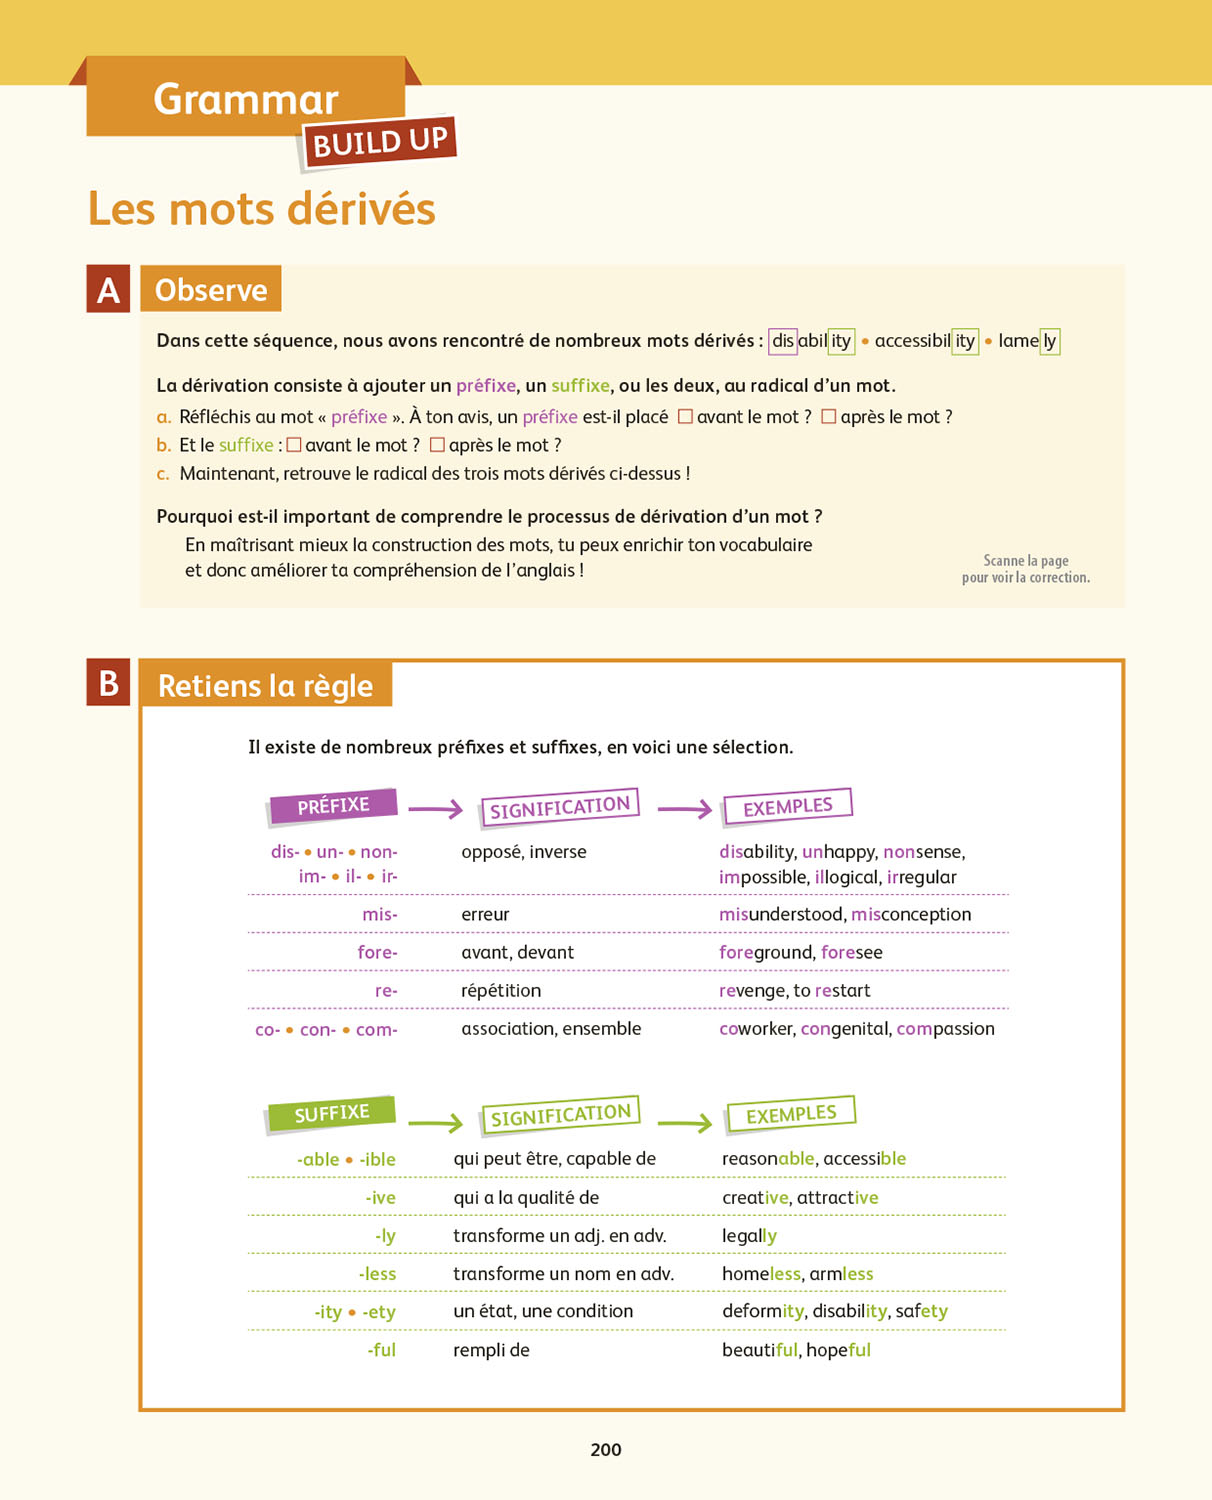 Grammar
BUILD UP
Les mots dérivés
A Observe
Dans cette séquence, nous avons rencontré de nombreux mots dérivés : disability • accessibility • lamely
La dérivation consiste à ajouter un préfixe, un suffixe, ou les deux, au radical d'un mot.
a. Réfléchis au mot « préfixe ». À ton avis, un préfixe est-il placé ☐ avant le mot ? ☐ après le mot ?
b. Et le suffixe : ☐ avant le mot ? ☐ après le mot ?
c. Maintenant, retrouve le radical des trois mots dérivés ci-dessus !
Pourquoi est-il important de comprendre le processus de dérivation d'un mot ?
En maîtrisant mieux la construction des mots, tu peux enrichir ton vocabulaire
et donc améliorer ta compréhension de l'anglais !
Scanne la page
pour voir la correction.
B Retiens la règle
Il existe de nombreux préfixes et suffixes, en voici une sélection.
PRÉFIXE SIGNIFICATION EXEMPLES
dis- • un- • non- opposé, inverse disability, unhappy, nonsense,
im- • il- • ir- impossible, illogical, irregular
mis- erreur misunderstood, misconception
fore- avant, devant foreground, foresee
re- répétition revenge, to restart
co- • con- • com- association, ensemble coworker, congenital, compassion
SUFFIXE SIGNIFICATION EXEMPLES
-able • -ible qui peut être, capable de reasonable, accessible
-ive qui a la qualité de creative, attractive
-ly transforme un adj. en adv. legally
-less transforme un nom en adv. homeless, armless
-ity • -ety un état, une condition deformity, disability, safety
-ful rempli de beautiful, hopeful
200